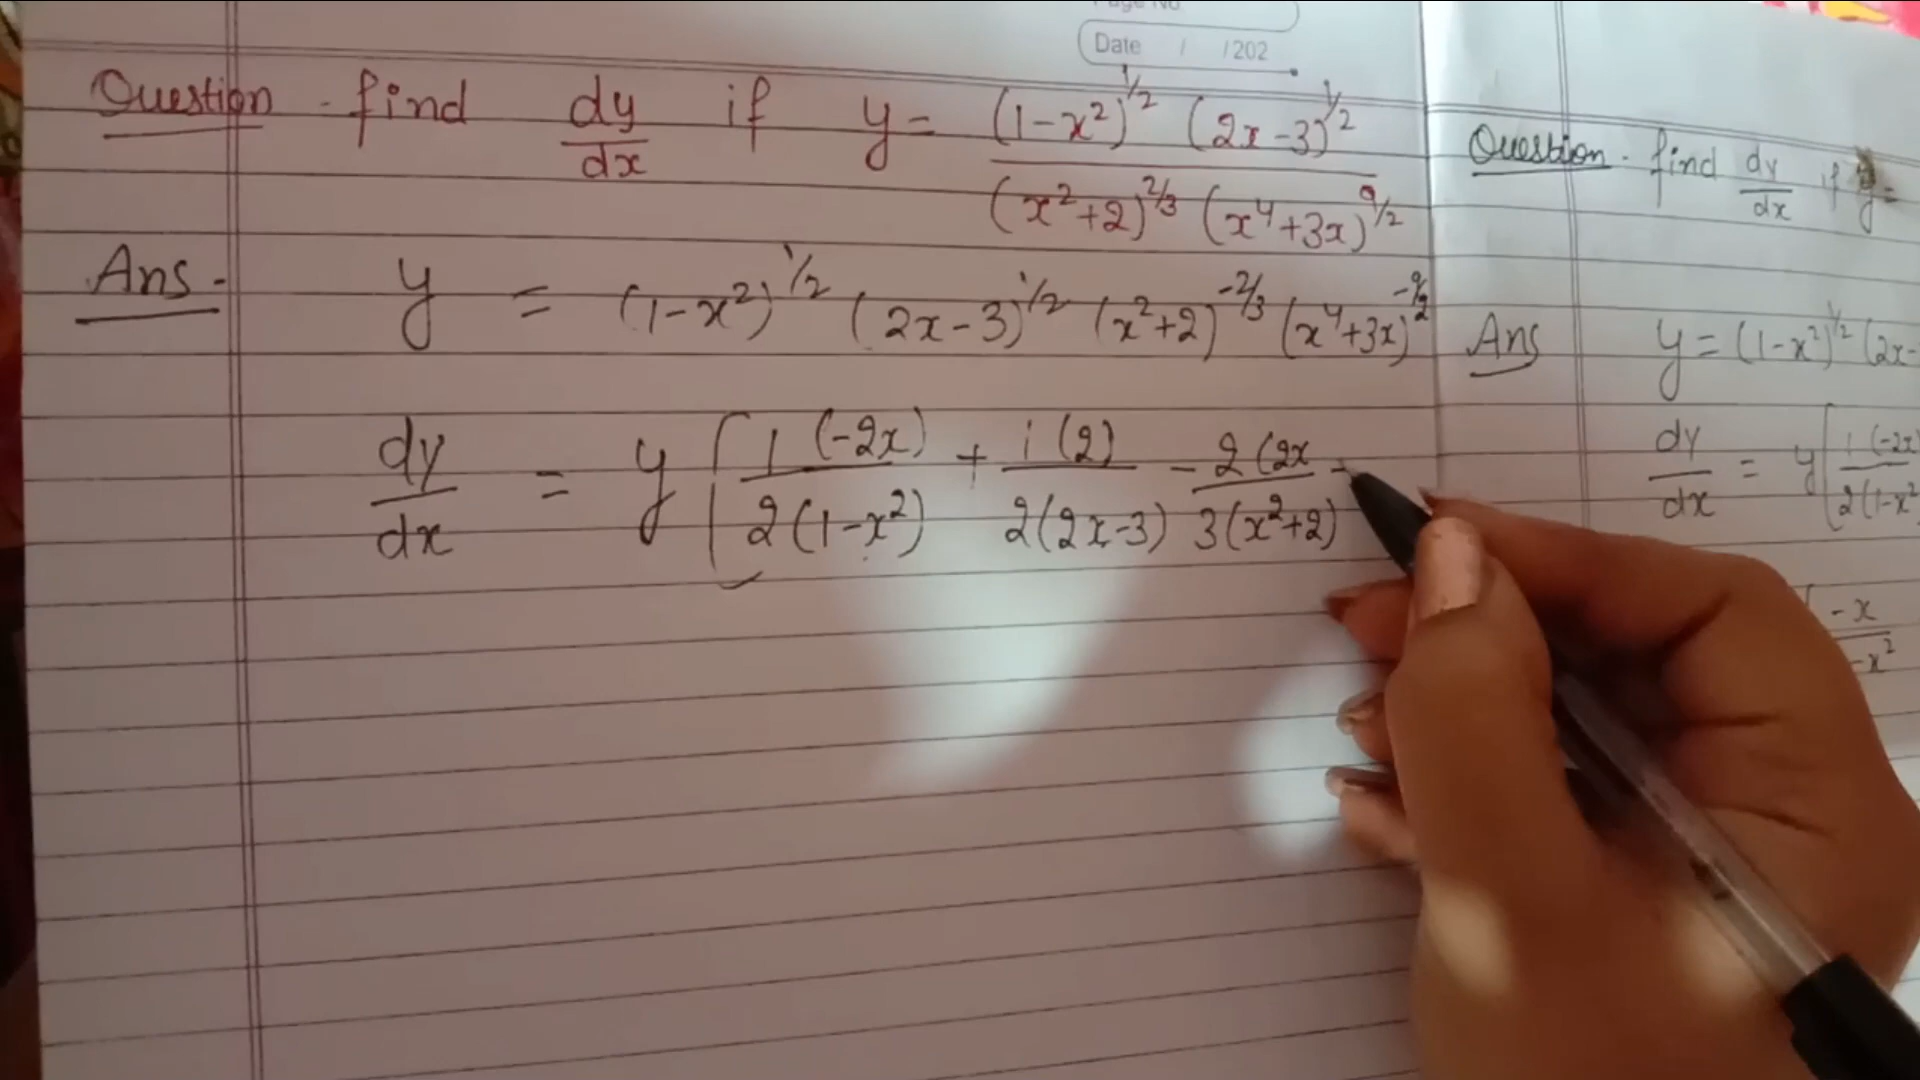 Page No
Date / /202
Question - find dy/dx if y = (1-x²)^1/2 (2x-3)^1/2 / (x²+2)^2/3 (x⁴+3x)^9/2
Ans - y = (1-x²)^1/2 (2x-3)^1/2 (x²+2)^-2/3 (x⁴+3x)^-9/2
dy/dx = y [ 1 (-2x) / 2(1-x²) + 1 (2) / 2(2x-3) - 2 (2x / 3(x²+2) -
Question - find dy/dx if y =
Ans y = (1-x²)^1/2 (2x-
dy/dx = y [ 1 (-2x) / 2(1-x²
-x / -x²